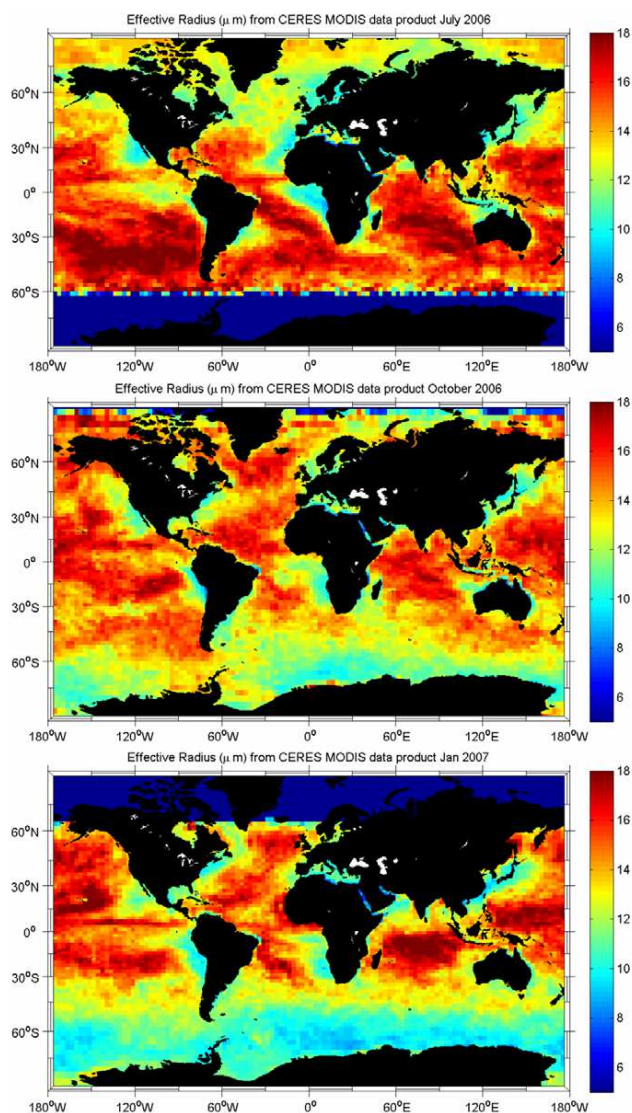 Effective Radius (μ m) from CERES MODIS data product July 2006
60°N
30°N
0°
30°S
60°S
180°W 120°W 60°W 0° 60°E 120°E 180°W
18
16
14
12
10
8
6
Effective Radius (μ m) from CERES MODIS data product October 2006
60°N
30°N
0°
30°S
60°S
180°W 120°W 60°W 0° 60°E 120°E 180°W
18
16
14
12
10
8
6
Effective Radius (μ m) from CERES MODIS data product Jan 2007
60°N
30°N
0°
30°S
60°S
180°W 120°W 60°W 0° 60°E 120°E 180°W
18
16
14
12
10
8
6